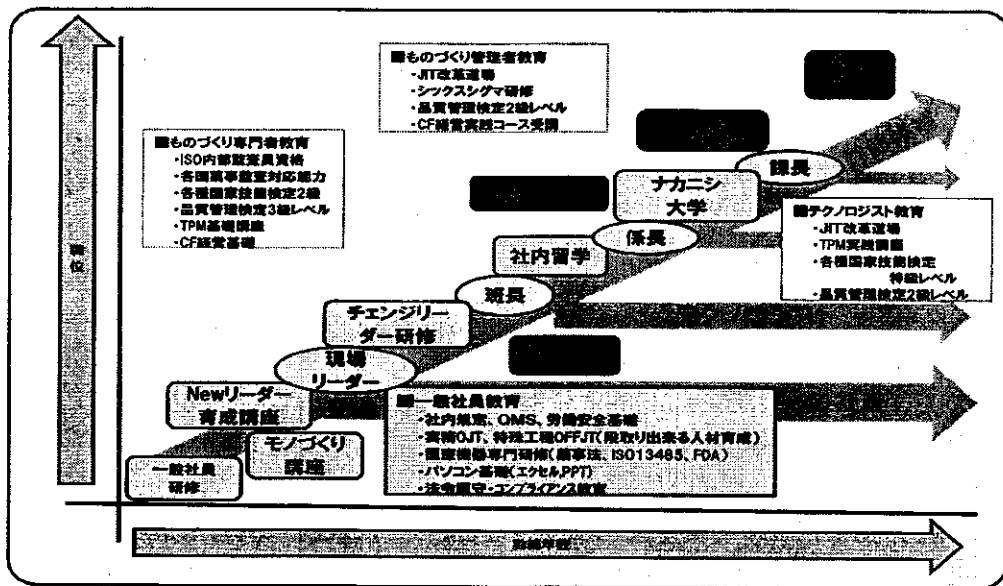 ■ものづくり管理者教育
・JIT改革道場
・シックスシグマ研修
・品質管理検定2級レベル
・CF経営実践コース受講
■ものづくり専門者教育
・ISO内部監査員資格
・各国薬事監査対応能力
・各種国家技能検定2級
・品質管理検定3級レベル
・TPM基礎講座
・CF経営基礎
職位
課長
ナカニシ
大学
係長
社内留学
班長
チェンジリー
ダー研修
現場
リーダー
Newリーダー
育成講座
モノづくり
講座
一般社員
研修
■テクノロジスト教育
・JIT改革道場
・TPM実践講座
・各種国家技能検定
特級レベル
・品質管理検定2級レベル
■一般社員教育
・社内規定、QMS、労働安全基礎
・実務OJT、特殊工程OFFJT(段取り出来る人材育成)
・医療機器専門研修(薬事法、ISO13485、FDA)
・パソコン基礎(エクセル,PPT)
・法令順守・コンプライアンス教育
勤続年数